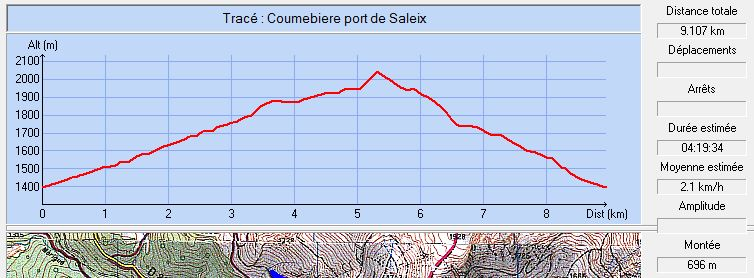 Tracé : Coumebiere port de Saleix
Alt (m)
2100
2000
1900
1800
1700
1600
1500
1400
0 1 2 3 4 5 6 7 8 Dist (km)
Distance totale
9.107 km
Déplacements
Arrêts
Durée estimée
04:19:34
Moyenne estimée
2.1 km/h
Amplitude
Montée
696 m
1928